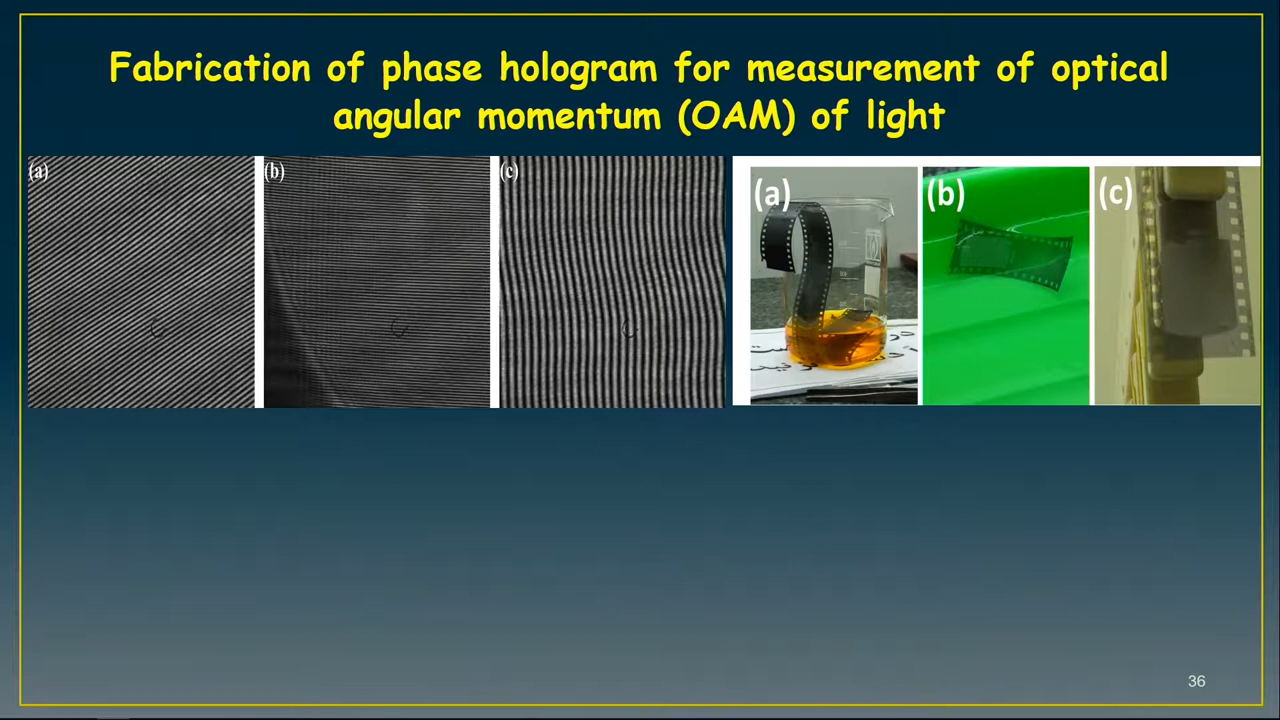 Fabrication of phase hologram for measurement of optical
angular momentum (OAM) of light
(a)
(b)
(c)
(a)
(b)
(c)
36